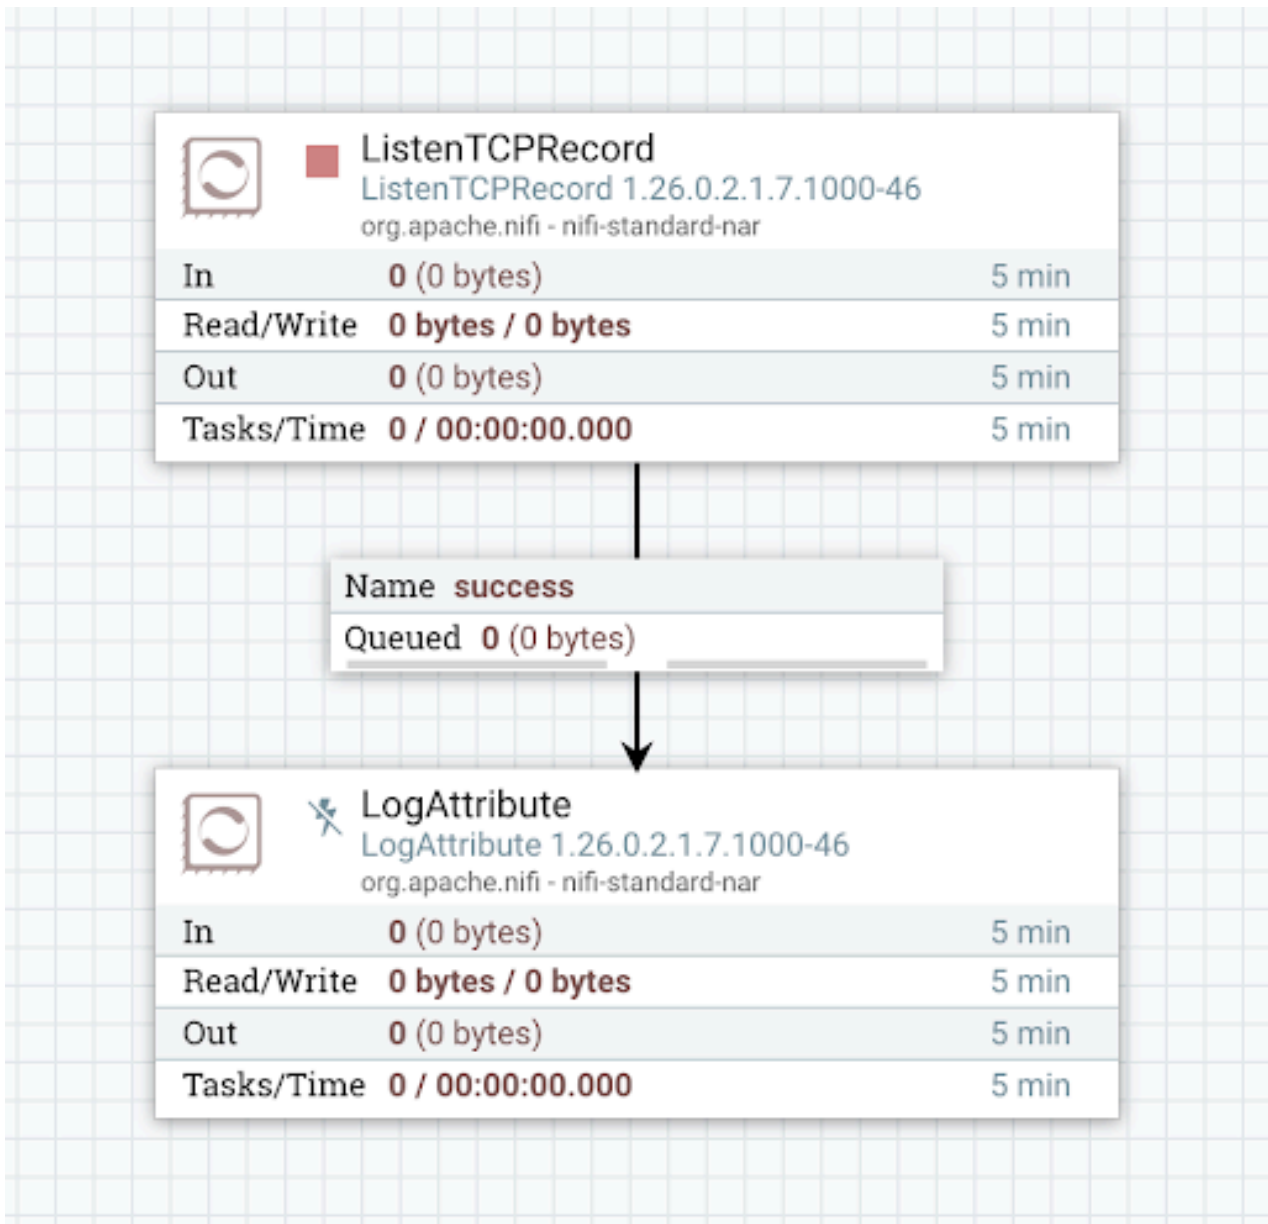 ListenTCPRecord
ListenTCPRecord 1.26.0.2.1.7.1000-46
org.apache.nifi - nifi-standard-nar
In 0 (0 bytes) 5 min
Read/Write 0 bytes / 0 bytes 5 min
Out 0 (0 bytes) 5 min
Tasks/Time 0 / 00:00:00.000 5 min
Name success
Queued 0 (0 bytes)
LogAttribute
LogAttribute 1.26.0.2.1.7.1000-46
org.apache.nifi - nifi-standard-nar
In 0 (0 bytes) 5 min
Read/Write 0 bytes / 0 bytes 5 min
Out 0 (0 bytes) 5 min
Tasks/Time 0 / 00:00:00.000 5 min